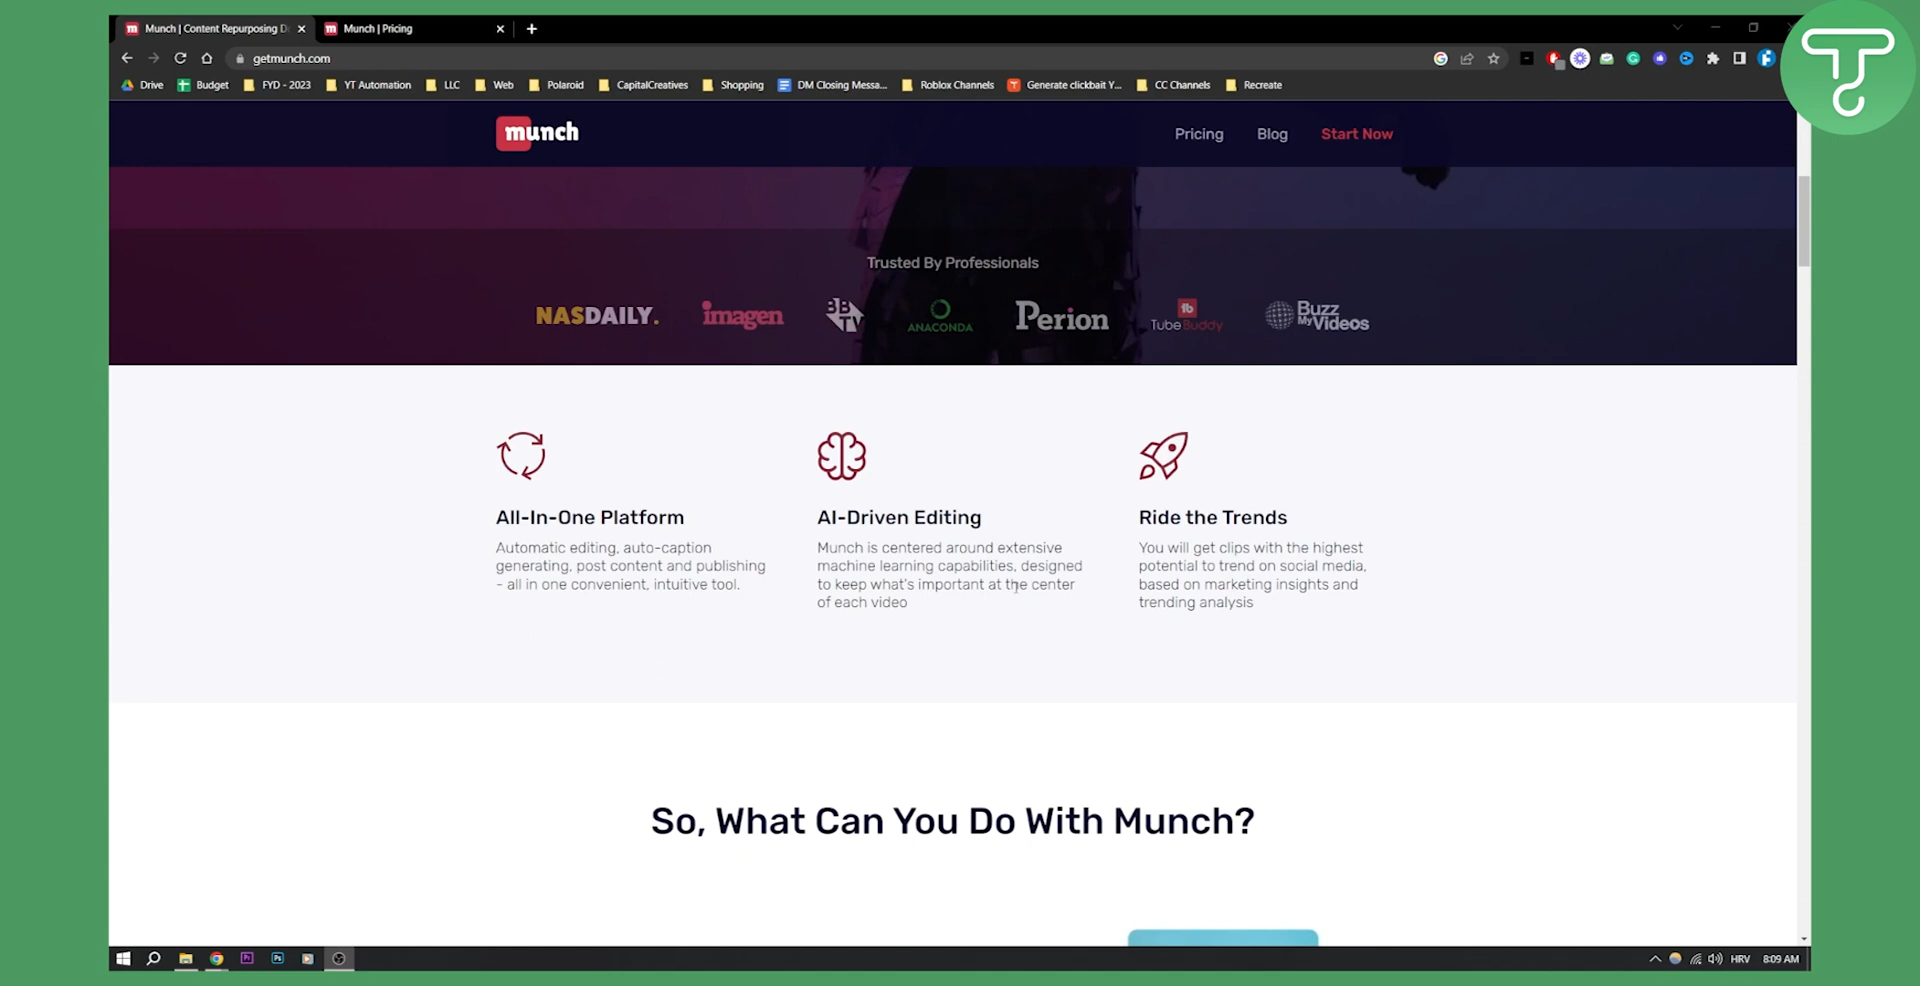 Munch | Content Repurposing De
Munch | Pricing
getmunch.com
Drive Budget FYD - 2023 YT Automation LLC Web Polaroid CapitalCreatives Shopping DM Closing Messa... Roblox Channels Generate clickbait Y... CC Channels Recreate
munch
Pricing Blog Start Now
Trusted By Professionals
NASDAILY. imagen BBTV ANACONDA Perion TubeBuddy Buzz My Videos
All-In-One Platform
Automatic editing, auto-caption
generating, post content and publishing
- all in one convenient, intuitive tool.
AI-Driven Editing
Munch is centered around extensive
machine learning capabilities, designed
to keep what's important at the center
of each video
Ride the Trends
You will get clips with the highest
potential to trend on social media,
based on marketing insights and
trending analysis
So, What Can You Do With Munch?
HRV 8:09 AM